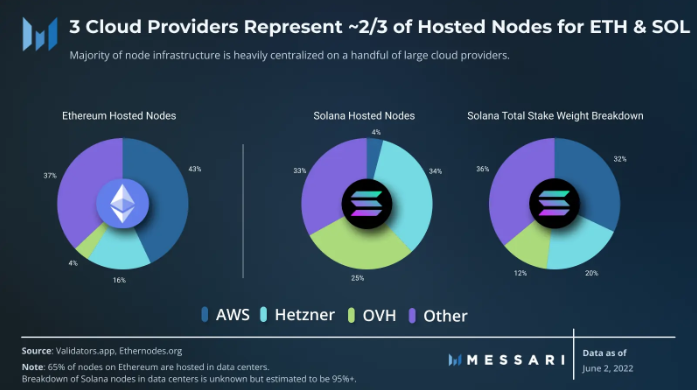 3 Cloud Providers Represent ~2/3 of Hosted Nodes for ETH & SOL
Majority of node infrastructure is heavily centralized on a handful of large cloud providers.
Ethereum Hosted Nodes
43%
16%
4%
37%
Solana Hosted Nodes
4%
34%
25%
33%
Solana Total Stake Weight Breakdown
32%
20%
12%
36%
AWS Hetzner OVH Other
Source: Validators.app, Ethernodes.org
Note: 65% of nodes on Ethereum are hosted in data centers.
Breakdown of Solana nodes in data centers is unknown but estimated to be 95%+.
MESSARI
Data as of
June 2, 2022